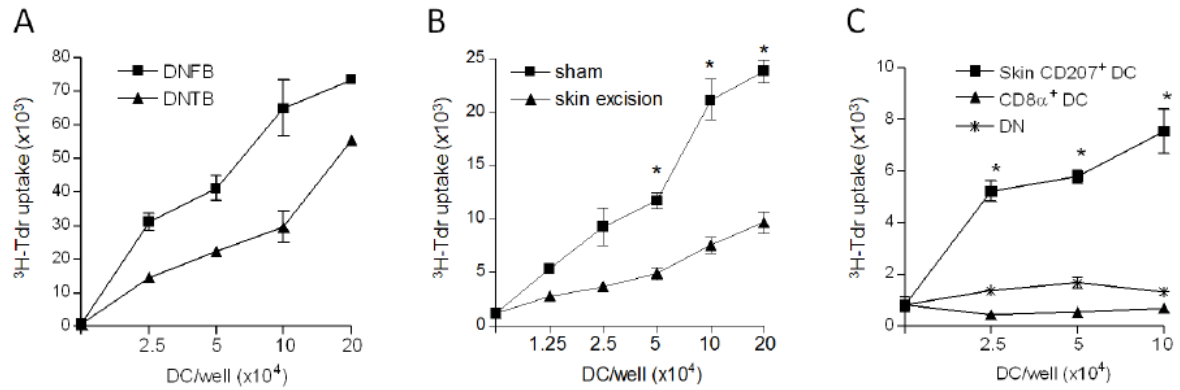 A
DNFB
DNTB
³H-Tdr uptake (x10³)
80
70
60
50
40
30
20
10
0
2.5 5 10 20
DC/well (x10⁴)
B
sham
skin excision
³H-Tdr uptake (x10³)
25
20
15
10
5
0
* * *
1.25 2.5 5 10 20
DC/well (x10⁴)
C
Skin CD207⁺ DC
CD8α⁺ DC
DN
³H-Tdr uptake (x10³)
10
8
6
4
2
0
* * *
2.5 5 10
DC/well (x10⁴)